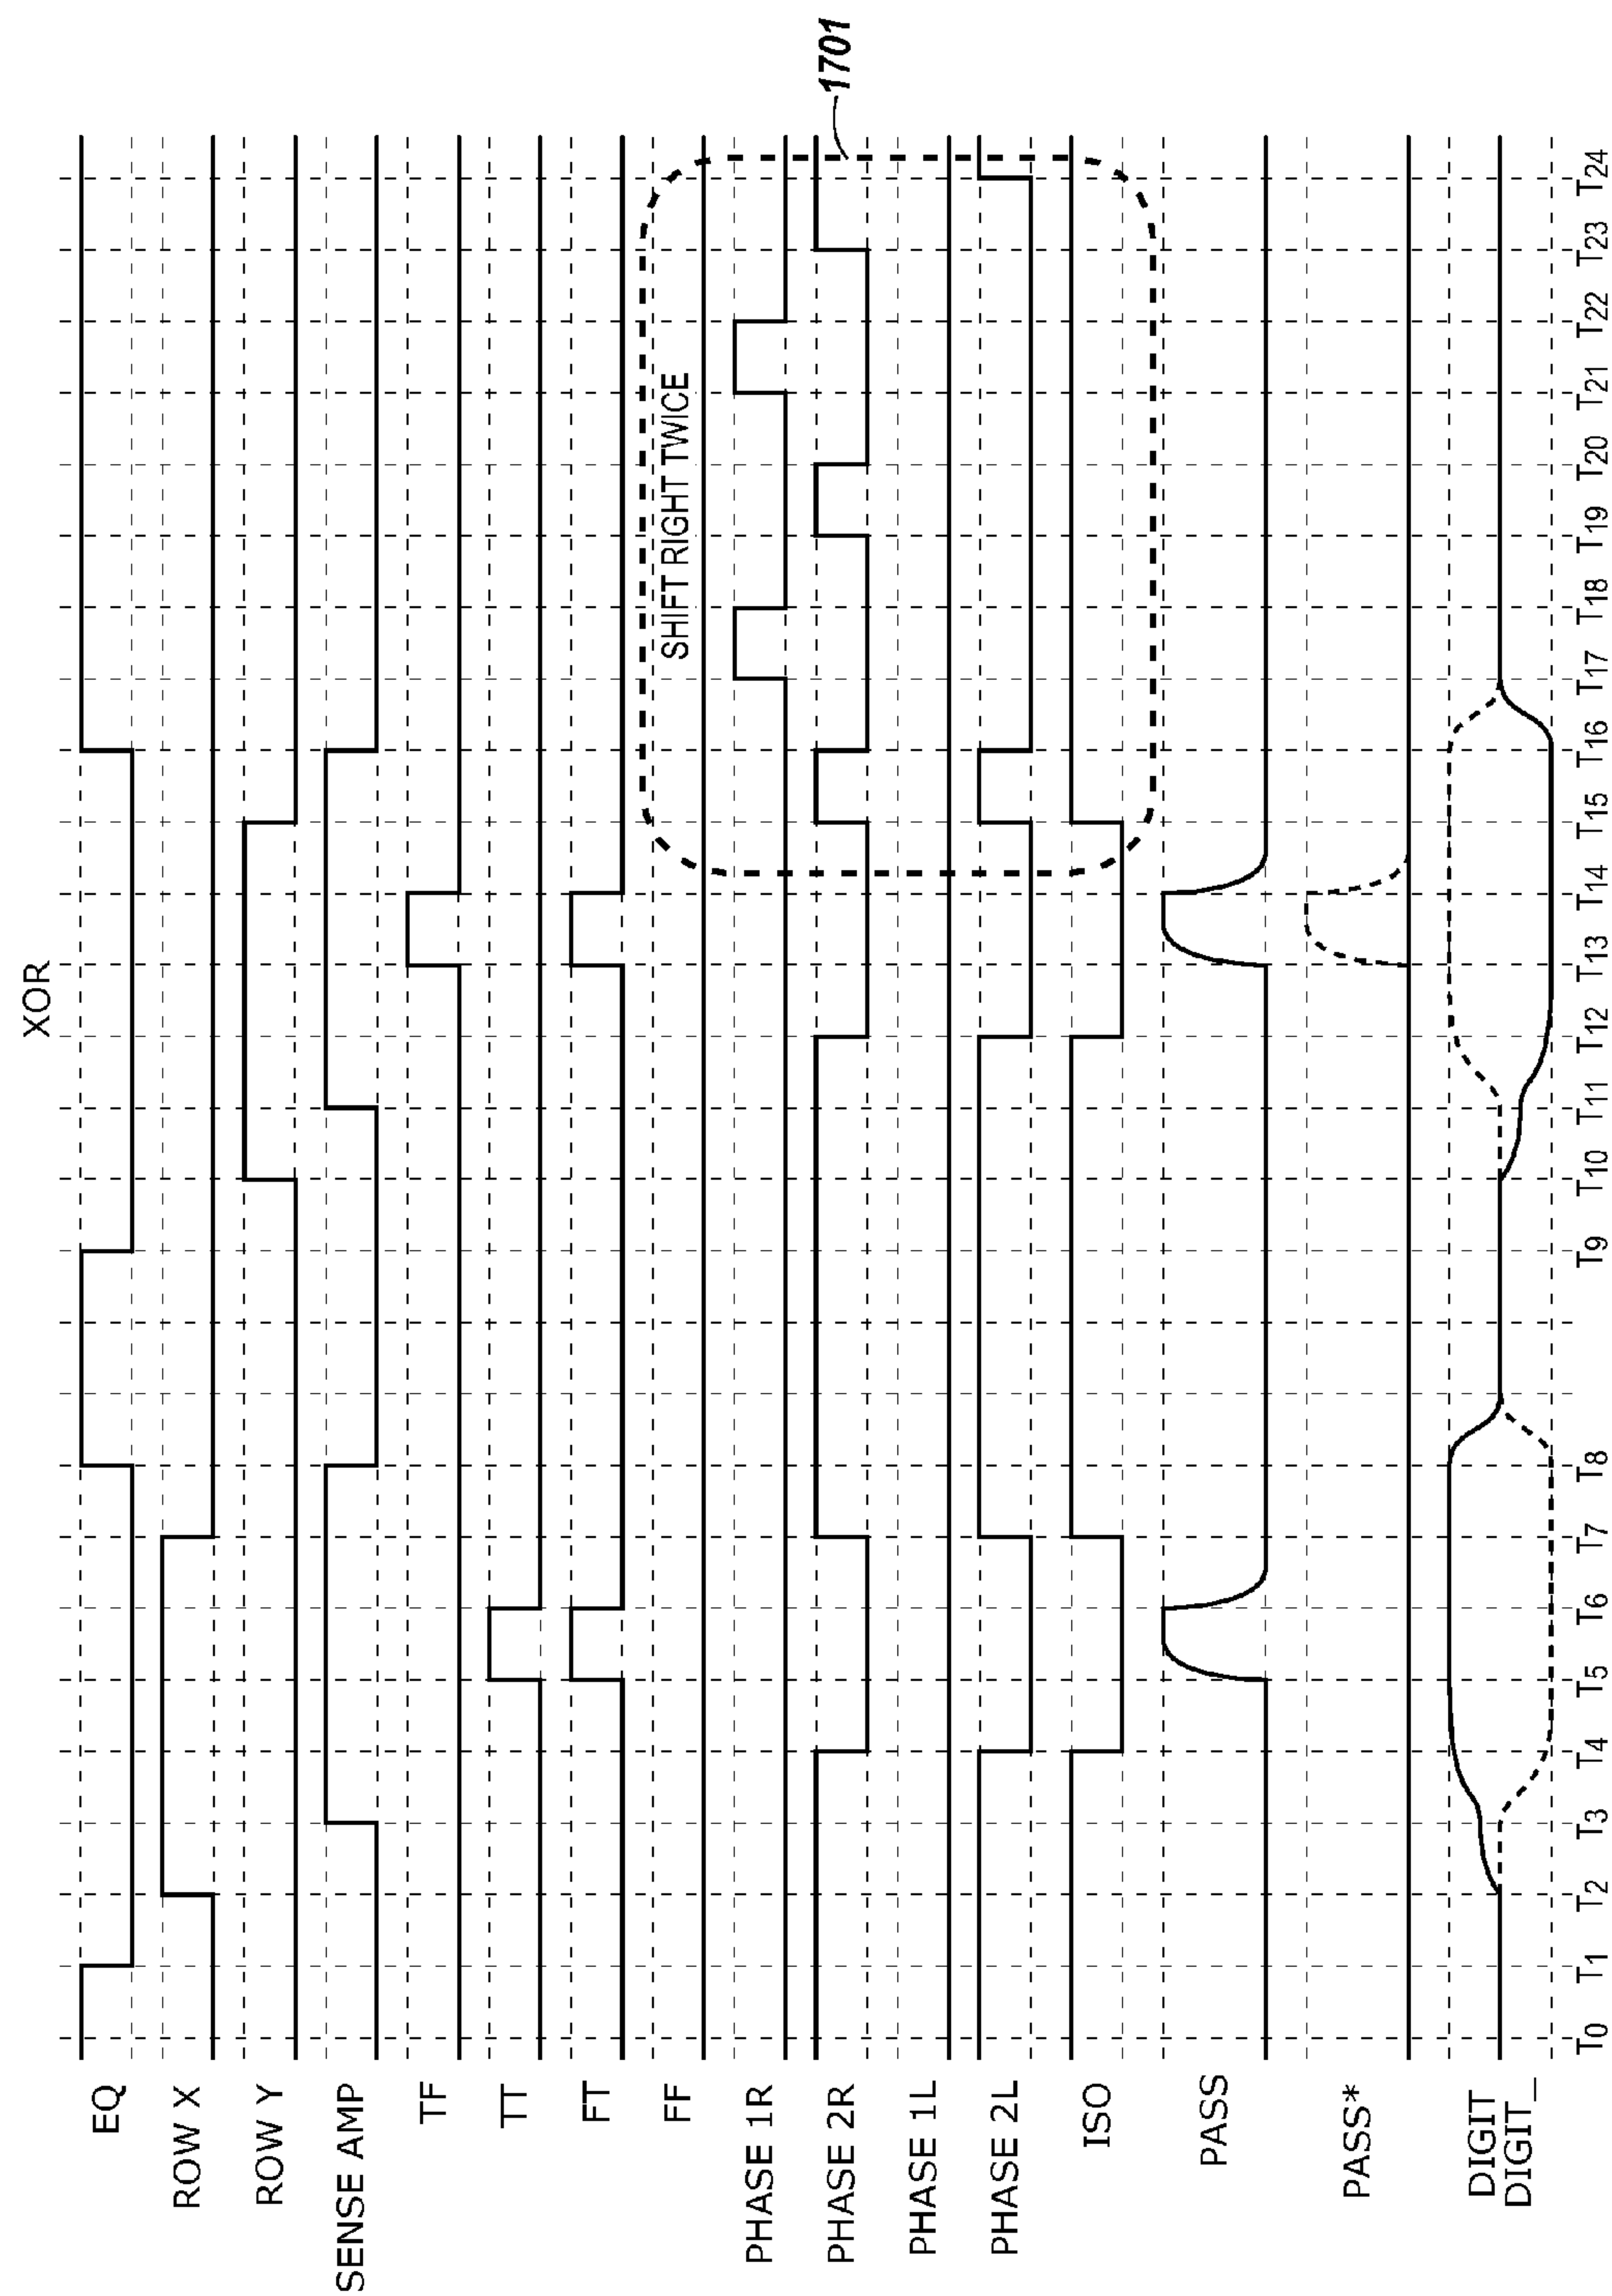 XOR
EQ
ROW X
ROW Y
SENSE AMP
TF
TT
FT
FF
PHASE 1R
PHASE 2R
PHASE 1L
PHASE 2L
ISO
PASS
PASS*
DIGIT
DIGIT_
SHIFT RIGHT TWICE
1701
T0 T1 T2 T3 T4 T5 T6 T7 T8 T9 T10 T11 T12 T13 T14 T15 T16 T17 T18 T19 T20 T21 T22 T23 T24